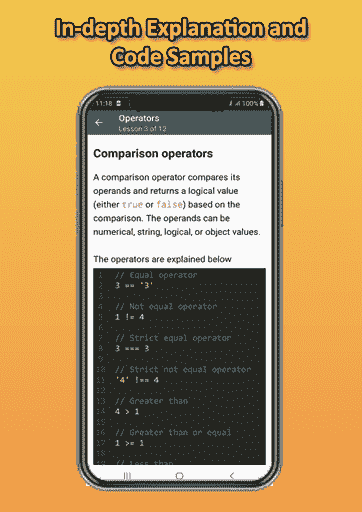 In-depth Explanation and
Code Samples
11:18 100%
Operators
Lesson 3 of 12
Comparison operators
A comparison operator compares its
operands and returns a logical value
(either true or false) based on the
comparison. The operands can be
numerical, string, logical, or object values.
The operators are explained below
1 // Equal operator
2 3 == '3'
3
4 // Not equal operator
5 1 != 4
6
7 // Strict equal operator
8 3 === 3
9
10 // Strict not equal operator
11 '4' !== 4
12
13 // Greater than
14 4 > 1
15
16 // Greater than or equal
17 1 >= 1
18
19 // Less than